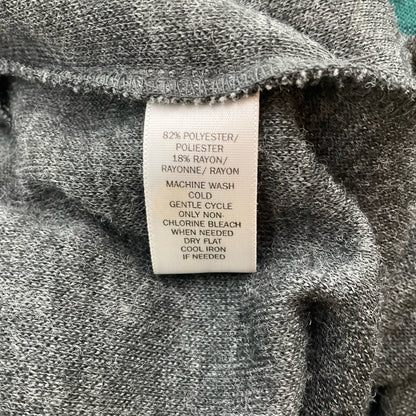 82% POLYESTER/
POLIESTER
18% RAYON/
RAYONNE/ RAYON
MACHINE WASH
COLD
GENTLE CYCLE
ONLY NON-
CHLORINE BLEACH
WHEN NEEDED
DRY FLAT
COOL IRON
IF NEEDED